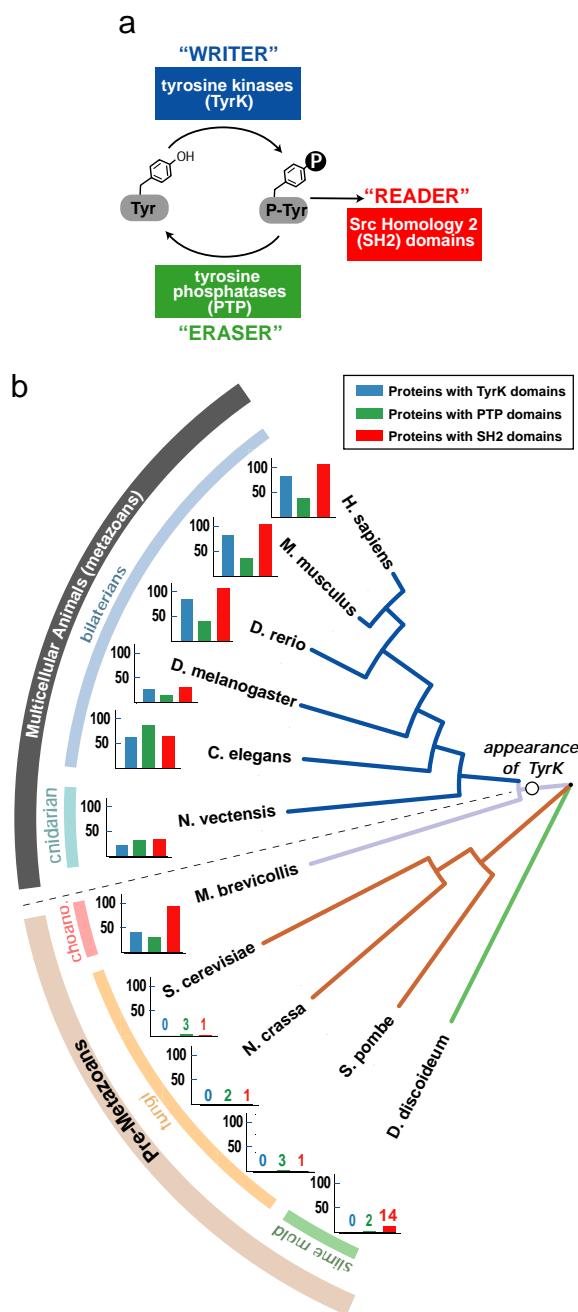 a
“WRITER”
tyrosine kinases
(TyrK)
OH
P
Tyr
P-Tyr
“READER”
Src Homology 2
(SH2) domains
tyrosine
phosphatases
(PTP)
“ERASER”
b
Proteins with TyrK domains
Proteins with PTP domains
Proteins with SH2 domains
Multicellular Animals (metazoans)
bilaterians
cnidarian
100
50
H. sapiens
100
50
M. musculus
100
50
D. rerio
100
50
D. melanogaster
100
50
C. elegans
appearance
of TyrK
100
50
N. vectensis
Pre-Metazoans
choano.
fungi
slime mold
100
50
M. brevicollis
100
50
0 3 1
S. cerevisiae
100
50
0 2 1
N. crassa
100
50
0 3 1
S. pombe
100
50
0 2 14
D. discoideum